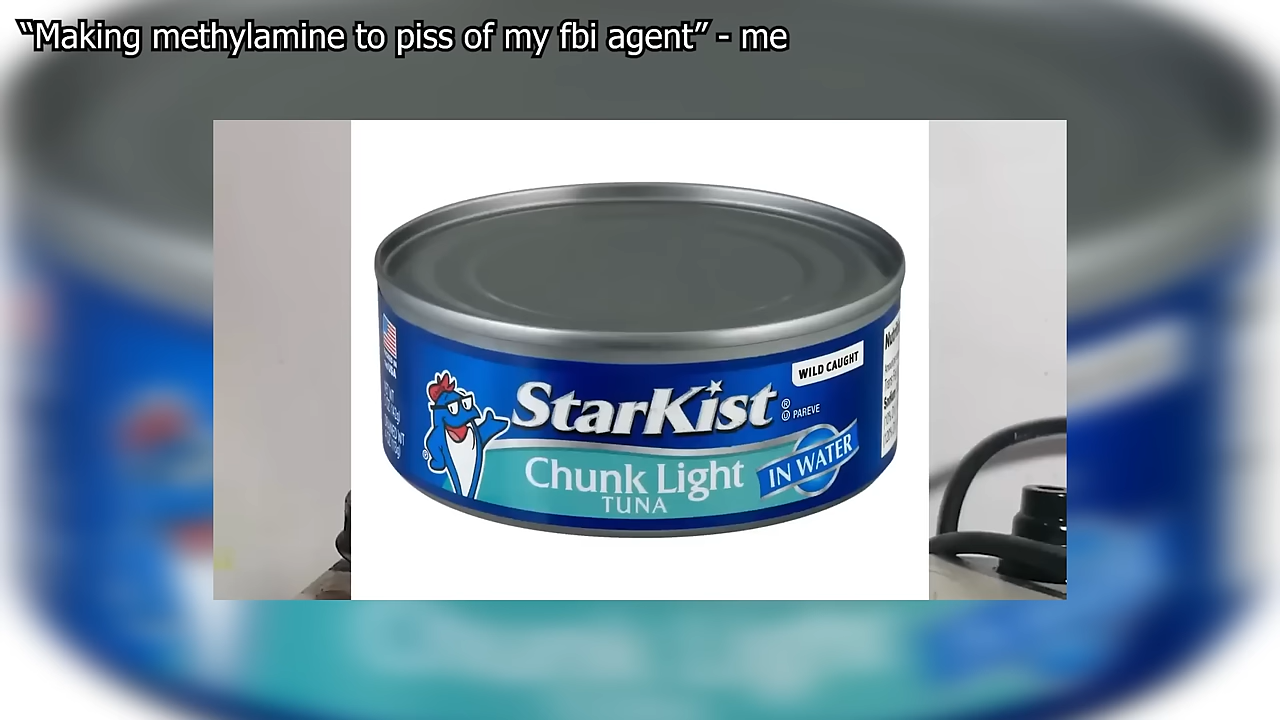 “Making methylamine to piss of my fbi agent” - me
WILD CAUGHT
StarKist®
PAREVE
Chunk Light
IN WATER
TUNA